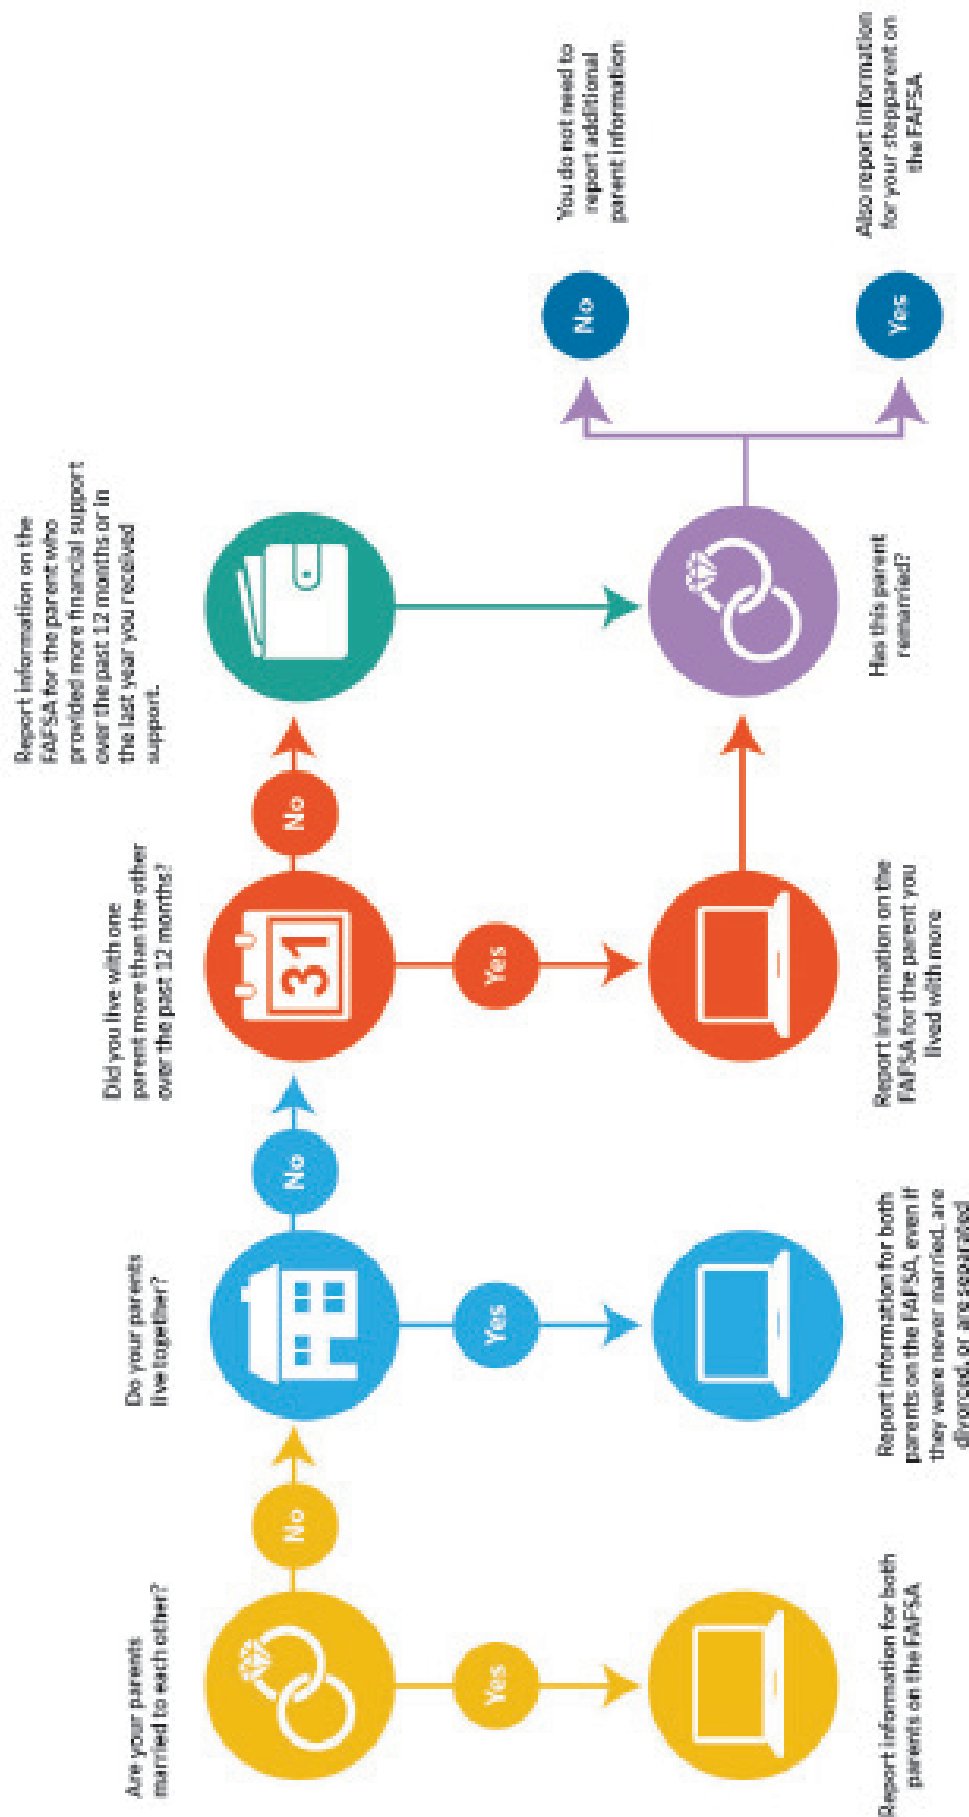 Are your parents
married to each other?
No
Yes
Report information for both
parents on the FAFSA
Do your parents
live together?
No
Yes
Report information for both
parents on the FAFSA, even if
they were never married, are
divorced, or are separated
Did you live with one
parent more than the other
over the past 12 months?
31
No
Yes
Report information on the
FAFSA for the parent you
lived with more
Report information on the
FAFSA for the parent who
provided more financial support
over the past 12 months or in
the last year you received
support.
Has this parent
remarried?
No
You do not need to
report additional
parent information
Yes
Also report information
for your stepparent on
the FAFSA